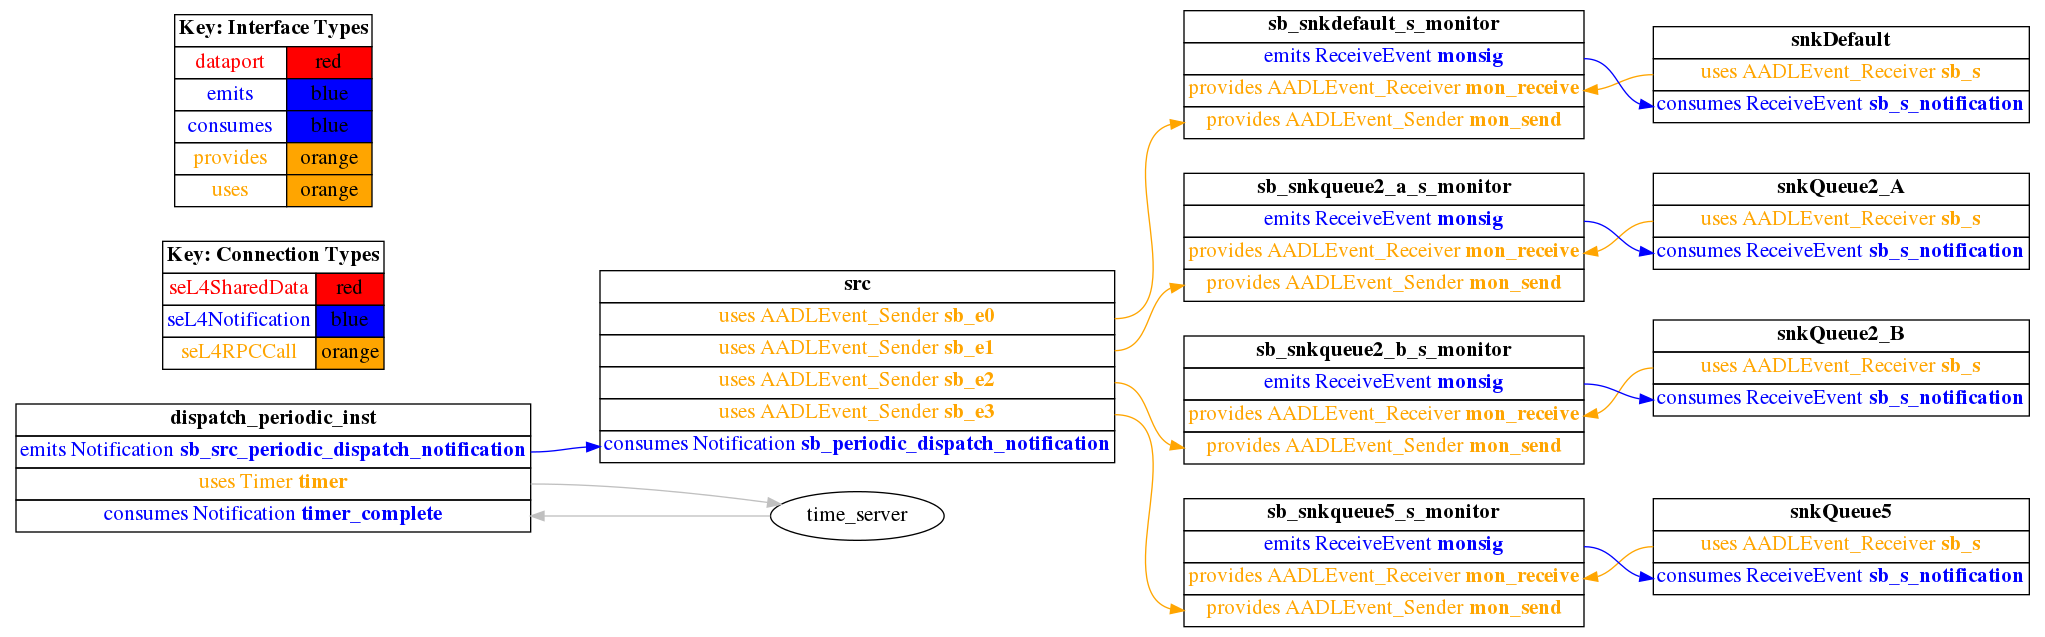 Key: Interface Types
dataport red
emits blue
consumes blue
provides orange
uses orange
Key: Connection Types
seL4SharedData red
seL4Notification blue
seL4RPCCall orange
dispatch_periodic_inst
emits Notification sb_src_periodic_dispatch_notification
uses Timer timer
consumes Notification timer_complete
src
uses AADLEvent_Sender sb_e0
uses AADLEvent_Sender sb_e1
uses AADLEvent_Sender sb_e2
uses AADLEvent_Sender sb_e3
consumes Notification sb_periodic_dispatch_notification
time_server
sb_snkdefault_s_monitor
emits ReceiveEvent monsig
provides AADLEvent_Receiver mon_receive
provides AADLEvent_Sender mon_send
sb_snkqueue2_a_s_monitor
emits ReceiveEvent monsig
provides AADLEvent_Receiver mon_receive
provides AADLEvent_Sender mon_send
sb_snkqueue2_b_s_monitor
emits ReceiveEvent monsig
provides AADLEvent_Receiver mon_receive
provides AADLEvent_Sender mon_send
sb_snkqueue5_s_monitor
emits ReceiveEvent monsig
provides AADLEvent_Receiver mon_receive
provides AADLEvent_Sender mon_send
snkDefault
uses AADLEvent_Receiver sb_s
consumes ReceiveEvent sb_s_notification
snkQueue2_A
uses AADLEvent_Receiver sb_s
consumes ReceiveEvent sb_s_notification
snkQueue2_B
uses AADLEvent_Receiver sb_s
consumes ReceiveEvent sb_s_notification
snkQueue5
uses AADLEvent_Receiver sb_s
consumes ReceiveEvent sb_s_notification